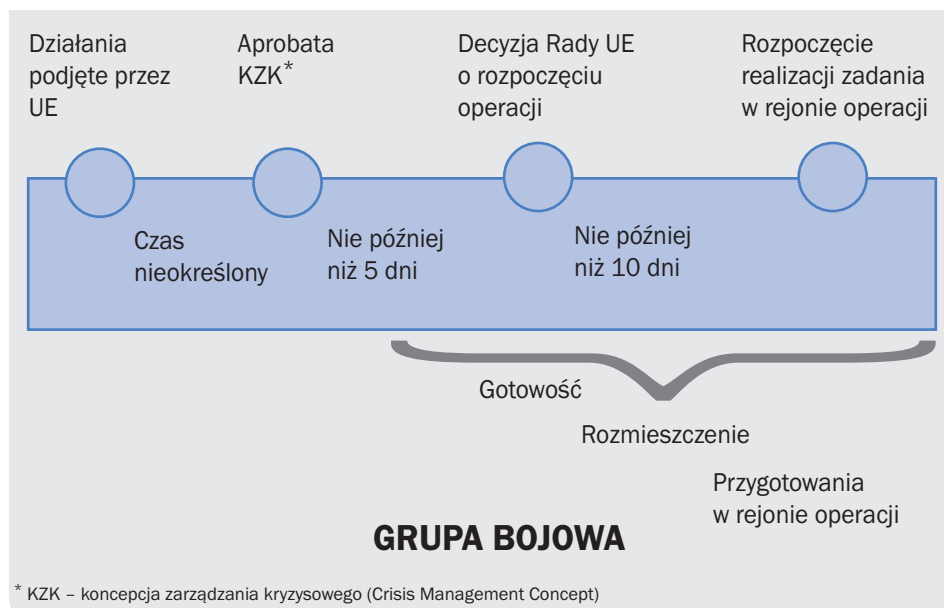 Działania
podjęte przez
UE
Aprobata
KZK*
Decyzja Rady UE
o rozpoczęciu
operacji
Rozpoczęcie
realizacji zadania
w rejonie operacji
Czas
nieokreślony
Nie później
niż 5 dni
Nie później
niż 10 dni
Gotowość
Rozmieszczenie
Przygotowania
w rejonie operacji
GRUPA BOJOWA
* KZK – koncepcja zarządzania kryzysowego (Crisis Management Concept)